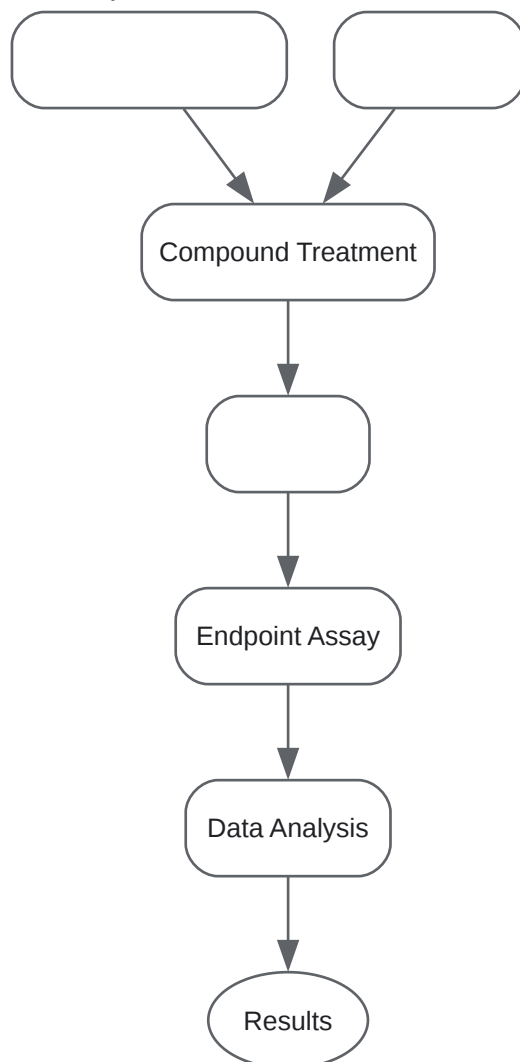 Compound Treatment
Endpoint Assay
Data Analysis
Results